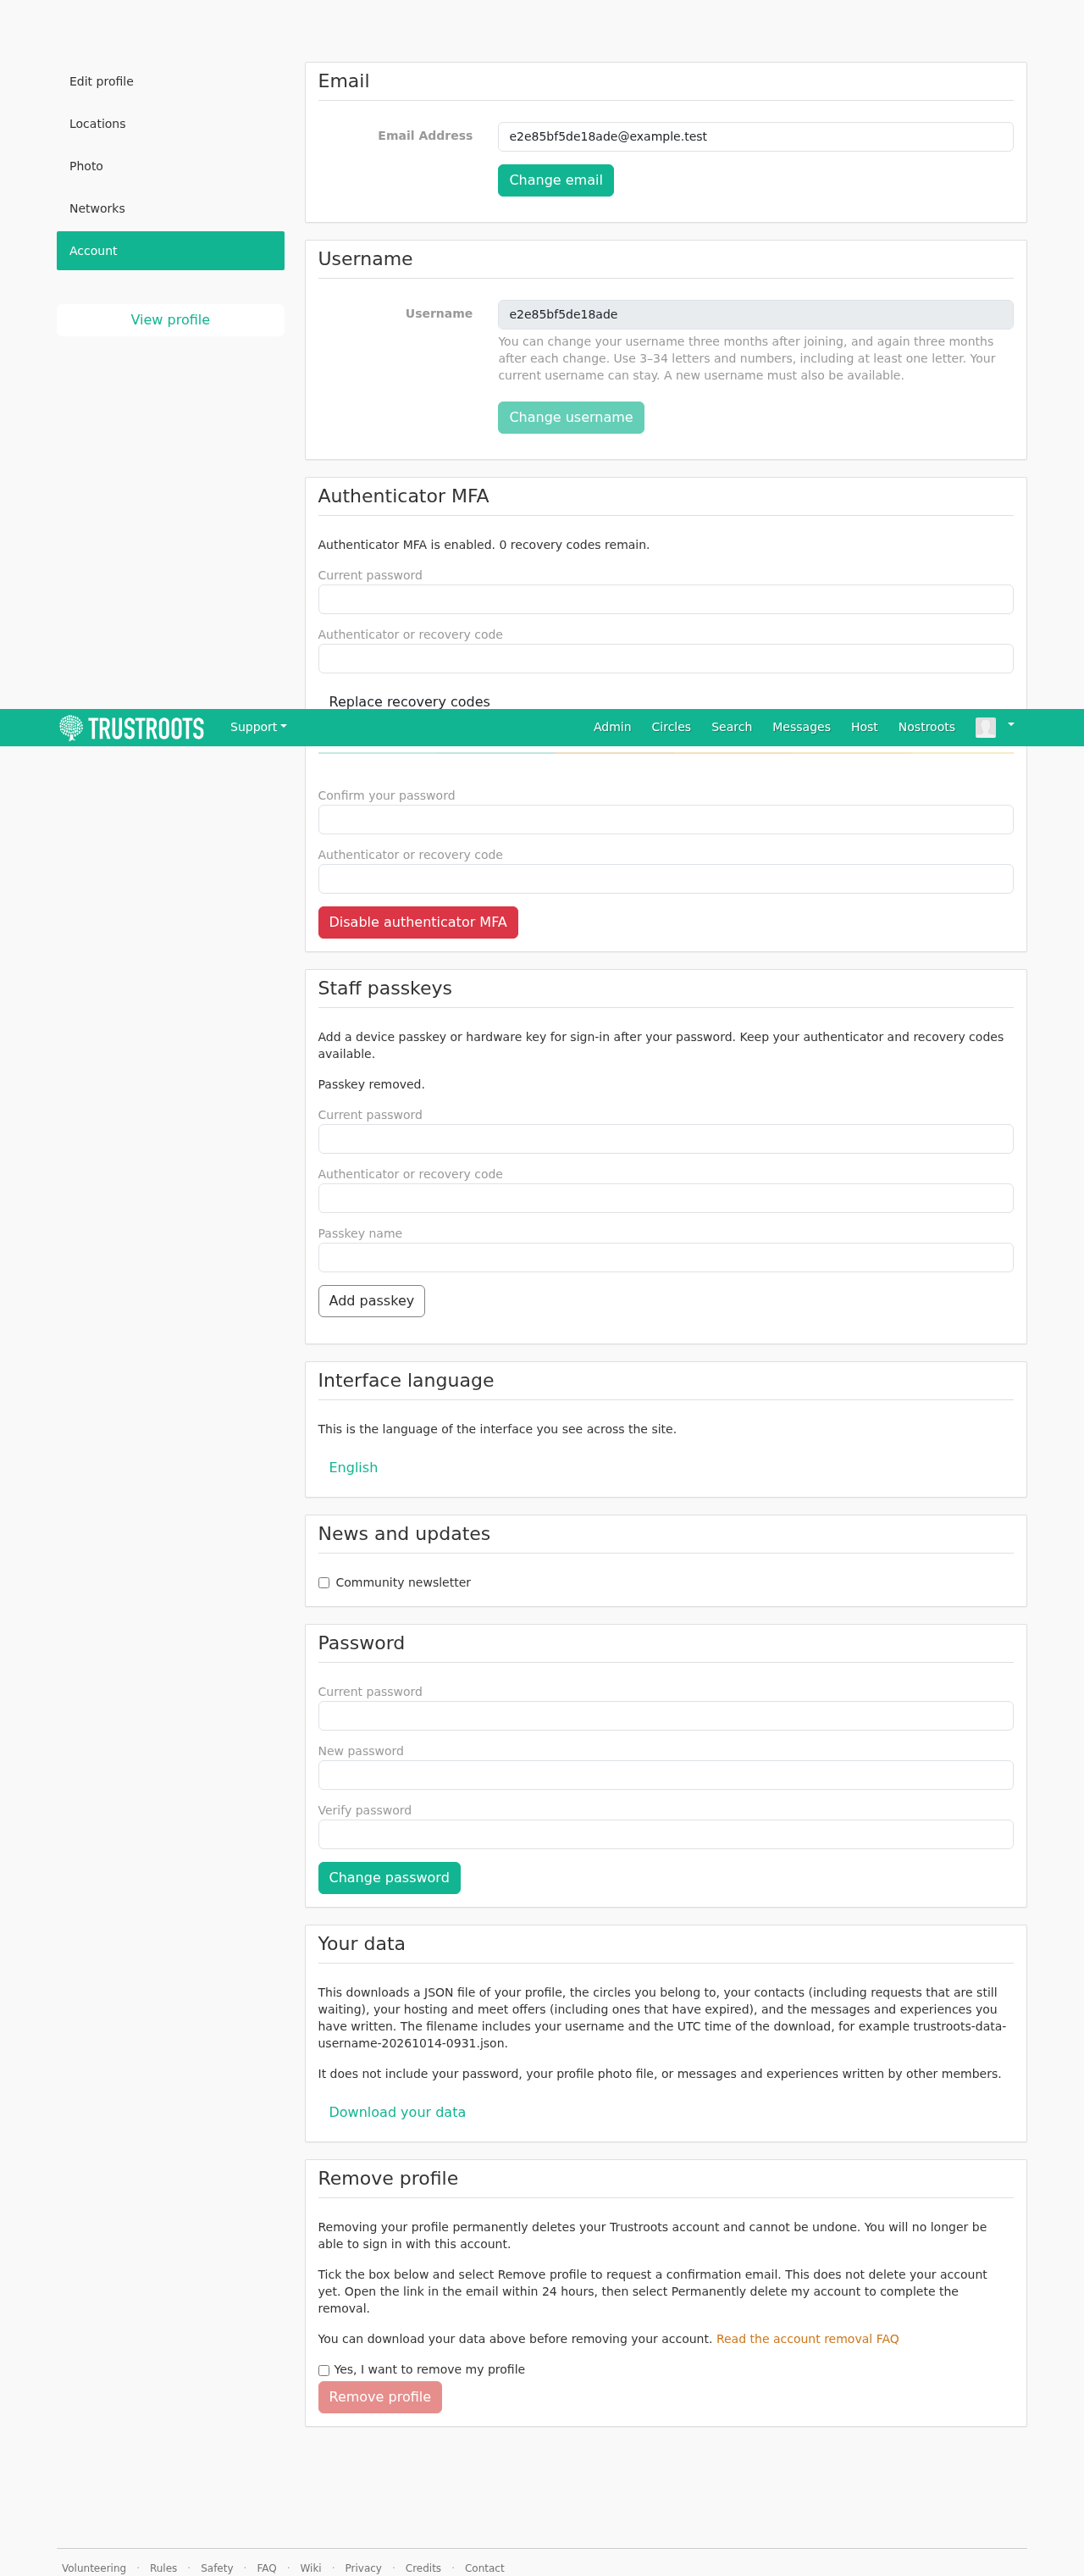 Edit profile
Locations
Photo
Networks
Account
View profile
Email
Email Address
e2e85bf5de18ade@example.test
Change email
Username
Username
e2e85bf5de18ade
You can change your username three months after joining, and again three months
after each change. Use 3–34 letters and numbers, including at least one letter. Your
current username can stay. A new username must also be available.
Change username
Authenticator MFA
Authenticator MFA is enabled. 0 recovery codes remain.
Current password
Authenticator or recovery code
Replace recovery codes
TRUSTROOTS
Support
Admin
Circles
Search
Messages
Host
Nostroots
Confirm your password
Authenticator or recovery code
Disable authenticator MFA
Staff passkeys
Add a device passkey or hardware key for sign-in after your password. Keep your authenticator and recovery codes
available.
Passkey removed.
Current password
Authenticator or recovery code
Passkey name
Add passkey
Interface language
This is the language of the interface you see across the site.
English
News and updates
Community newsletter
Password
Current password
New password
Verify password
Change password
Your data
This downloads a JSON file of your profile, the circles you belong to, your contacts (including requests that are still
waiting), your hosting and meet offers (including ones that have expired), and the messages and experiences you
have written. The filename includes your username and the UTC time of the download, for example trustroots-data-
username-20261014-0931.json.
It does not include your password, your profile photo file, or messages and experiences written by other members.
Download your data
Remove profile
Removing your profile permanently deletes your Trustroots account and cannot be undone. You will no longer be
able to sign in with this account.
Tick the box below and select Remove profile to request a confirmation email. This does not delete your account
yet. Open the link in the email within 24 hours, then select Permanently delete my account to complete the
removal.
You can download your data above before removing your account. Read the account removal FAQ
Yes, I want to remove my profile
Remove profile
Volunteering · Rules · Safety · FAQ · Wiki · Privacy · Credits · Contact